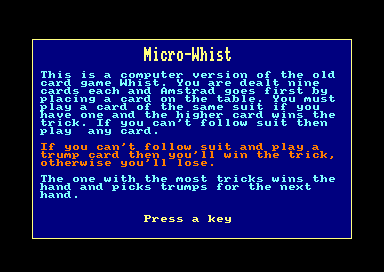 Micro-Whist
This is a computer version of the old
card game Whist. You are dealt nine
cards each and Amstrad goes first by
placing a card on the table. You must
play a card of the same suit if you
have one and the higher card wins the
trick. If you can't follow suit then
play  any card.
If you can't follow suit and play a
trump card then you'll win the trick,
otherwise you'll lose.
The one with the most tricks wins the
hand and picks trumps for the next
hand.
Press a key